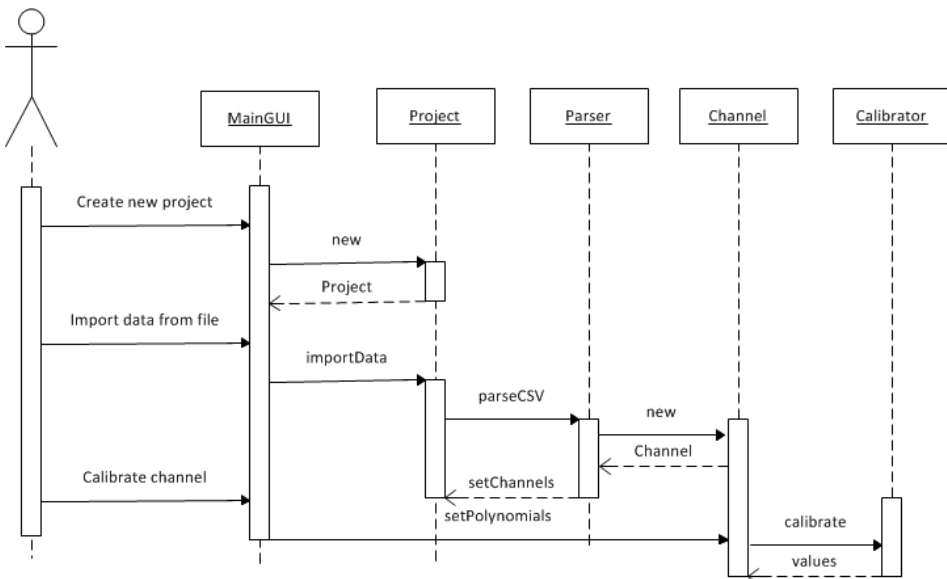 MainGUI
Project
Parser
Channel
Calibrator
Create new project
new
Project
Import data from file
importData
parseCSV
new
Channel
Calibrate channel
setChannels
setPolynomials
calibrate
values